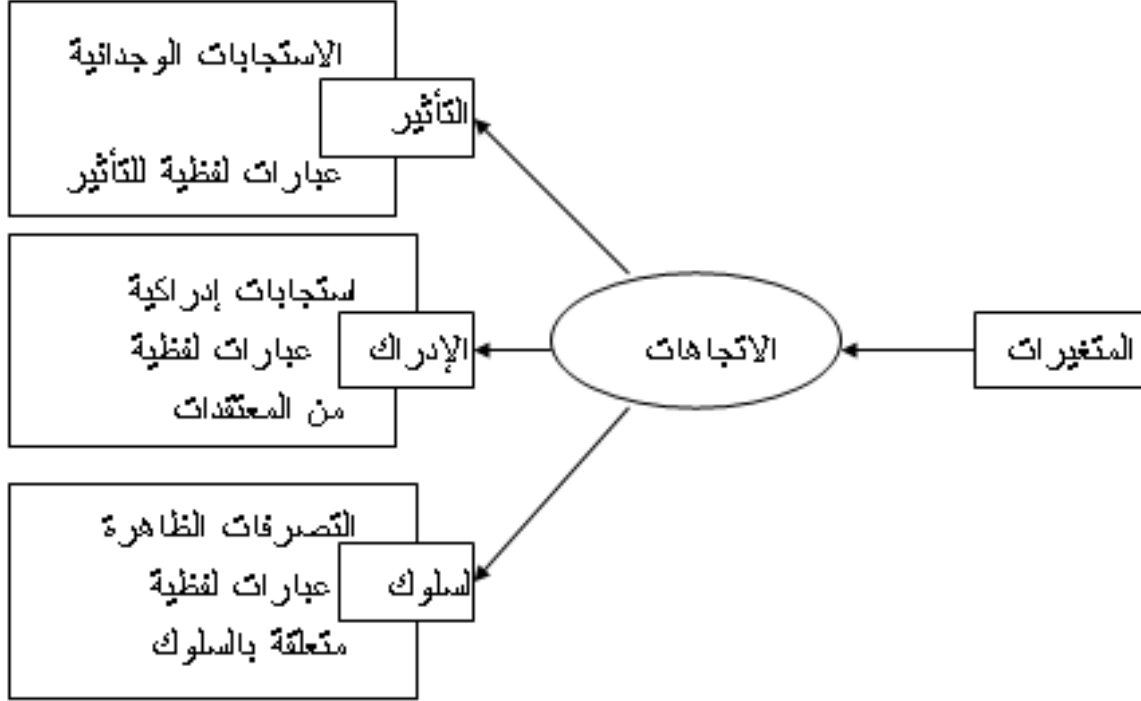 المتغيرات
الاتجاهات
التأثير
الاستجابات الوجدانية
عبارات لفظية للتأثير
الإدراك
استجابات إدراكية
عبارات لفظية
من المعتقدات
لسلوك
التصرفات الظاهرة
عبارات لفظية
متعلقة بالسلوك